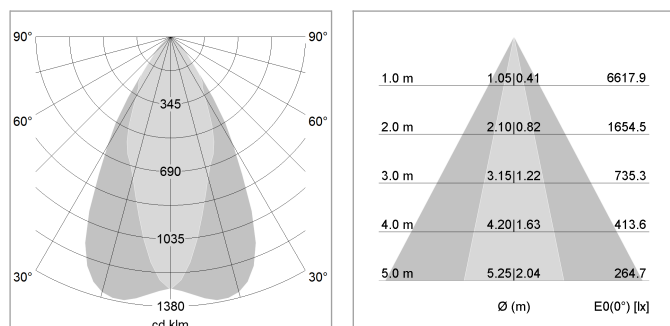 90° 90°
345
60° 60°
690
1035
30° 30°
1380
cd klm
1.0 m 1.05|0.41 6617.9
2.0 m 2.10|0.82 1654.5
3.0 m 3.15|1.22 735.3
4.0 m 4.20|1.63 413.6
5.0 m 5.25|2.04 264.7
Ø (m) E0(0°) [lx]